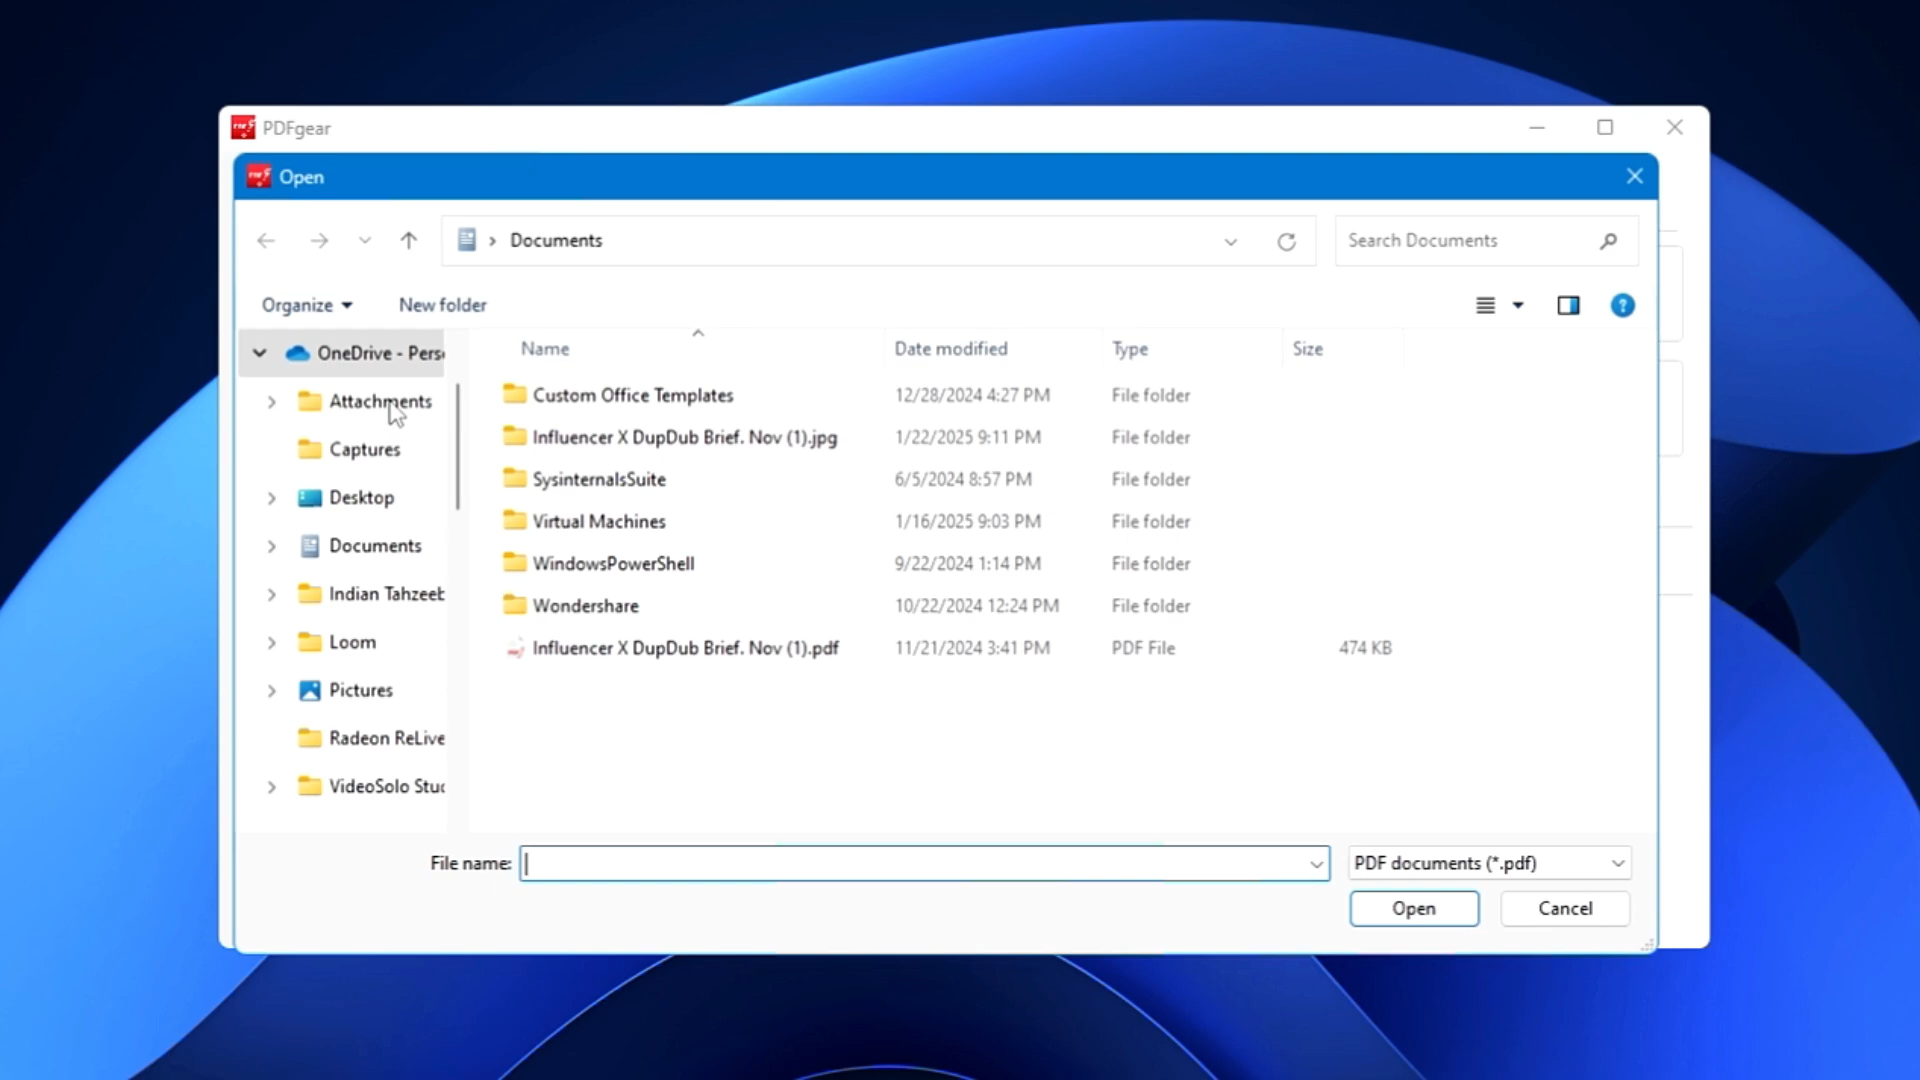 PDFgear
Open
Documents
Search Documents
Organize
New folder
Name
Date modified
Type
Size
OneDrive - Pers
Attachments
Captures
Desktop
Documents
Indian Tahzeeb
Loom
Pictures
Radeon ReLive
VideoSolo Stu
Custom Office Templates 12/28/2024 4:27 PM File folder
Influencer X DupDub Brief. Nov (1).jpg 1/22/2025 9:11 PM File folder
SysinternalsSuite 6/5/2024 8:57 PM File folder
Virtual Machines 1/16/2025 9:03 PM File folder
WindowsPowerShell 9/22/2024 1:14 PM File folder
Wondershare 10/22/2024 12:24 PM File folder
Influencer X DupDub Brief. Nov (1).pdf 11/21/2024 3:41 PM PDF File 474 KB
File name:
PDF documents (*.pdf)
Open
Cancel